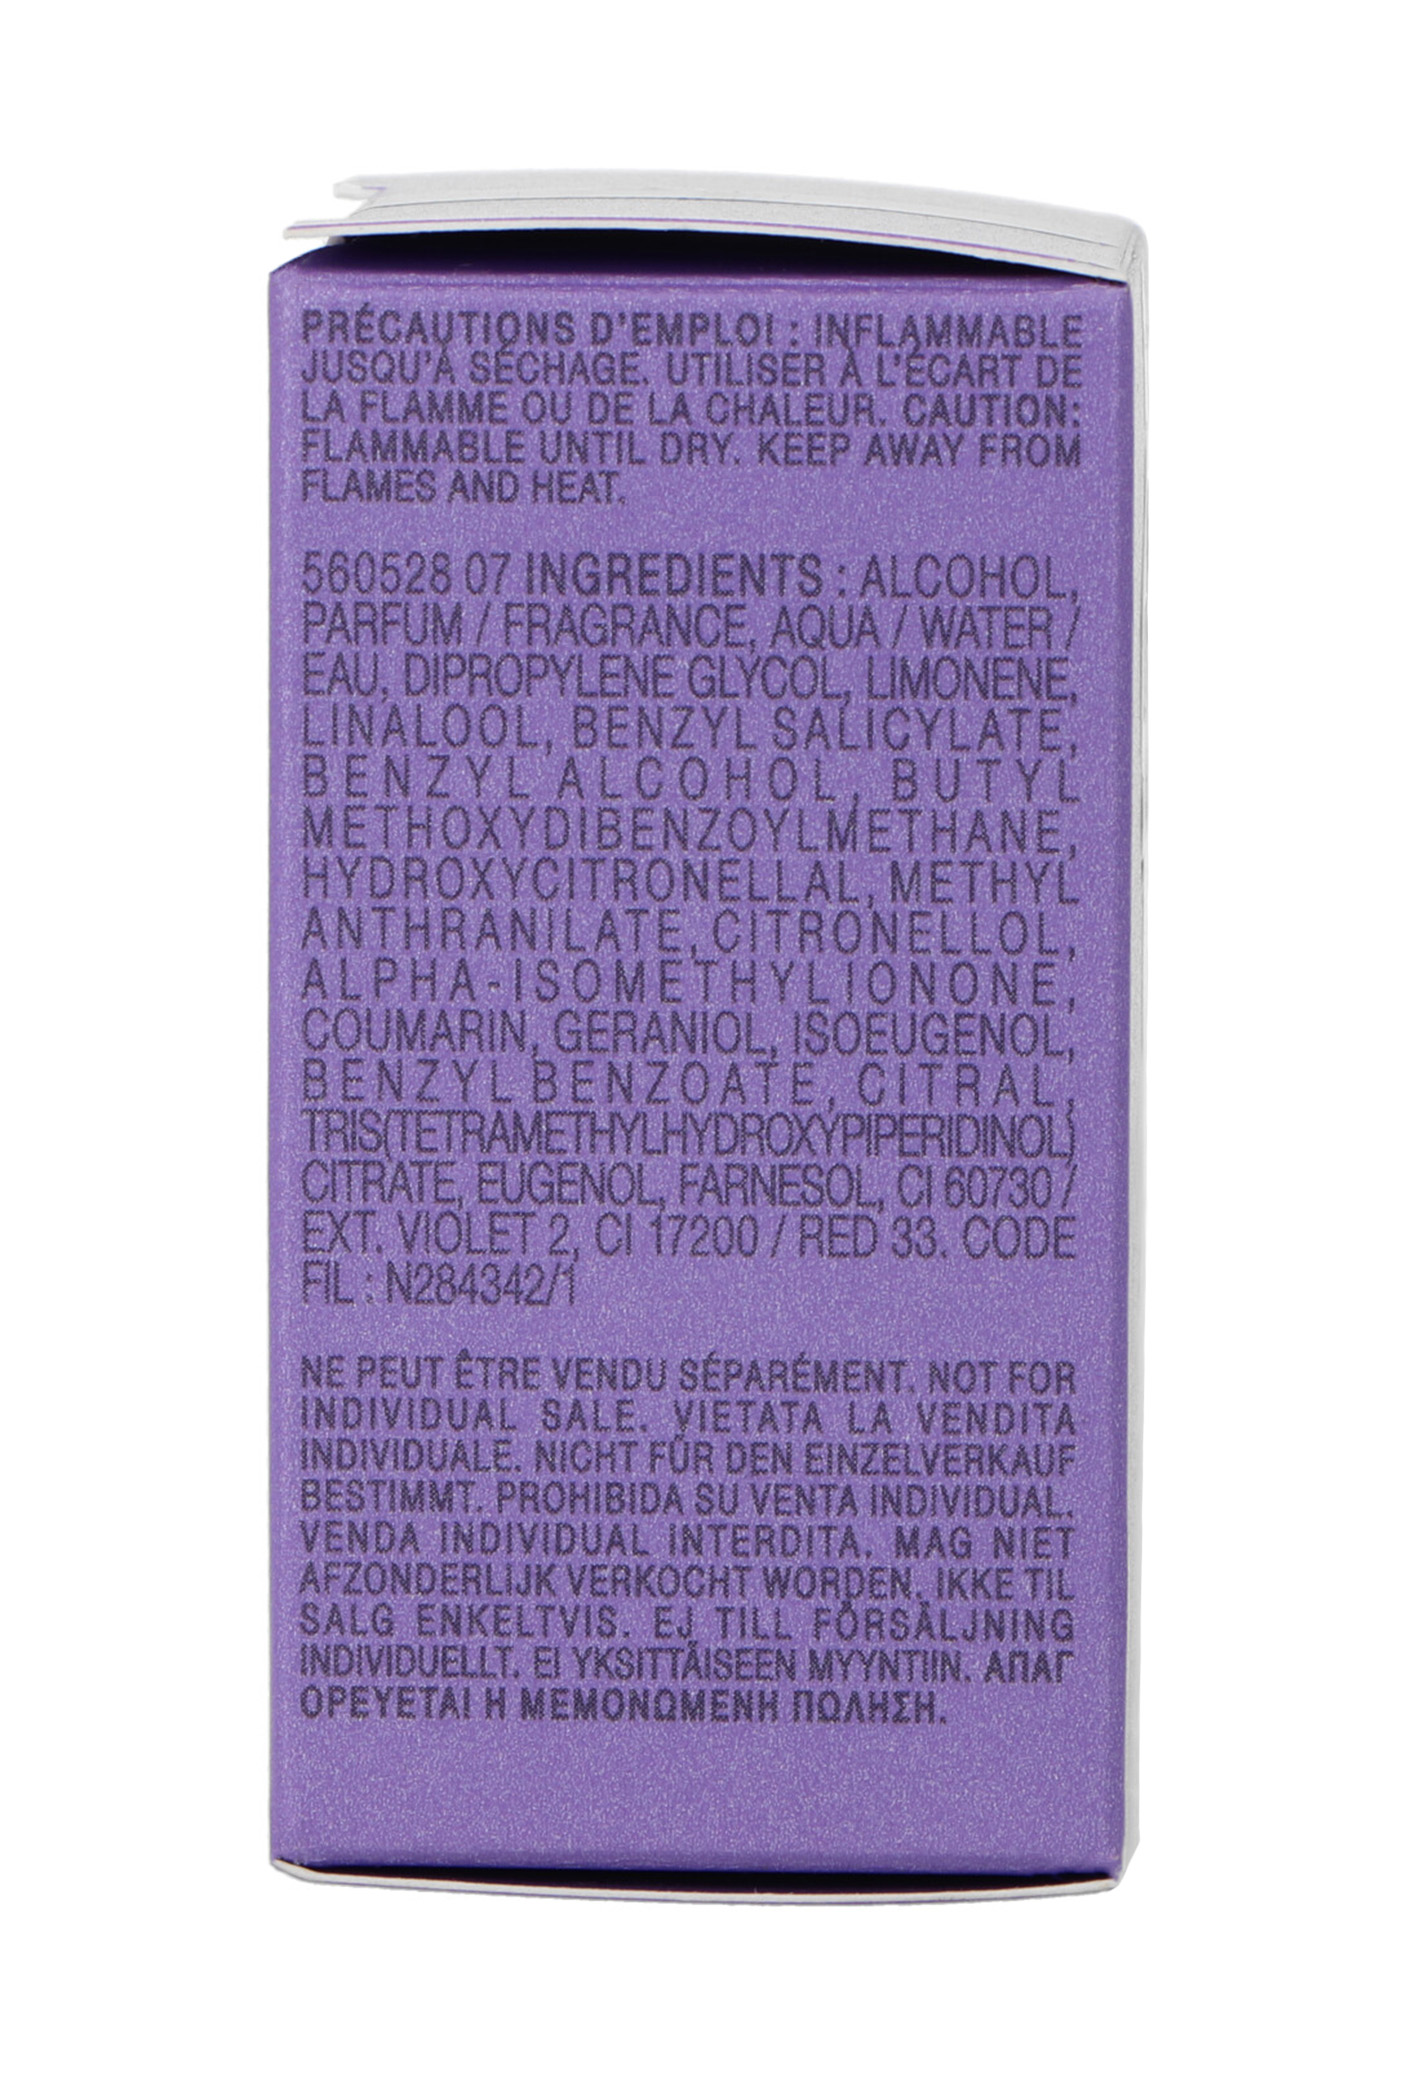 PRÉCAUTIONS D'EMPLOI : INFLAMMABLE
JUSQU'À SÉCHAGE. UTILISER À L'ÉCART DE
LA FLAMME OU DE LA CHALEUR. CAUTION:
FLAMMABLE UNTIL DRY. KEEP AWAY FROM
FLAMES AND HEAT.
560528 07 INGREDIENTS : ALCOHOL,
PARFUM / FRAGRANCE, AQUA / WATER /
EAU, DIPROPYLENE GLYCOL, LIMONENE,
LINALOOL, BENZYL SALICYLATE,
BENZYL ALCOHOL, BUTYL
METHOXYDIBENZOYLMETHANE,
HYDROXYCITRONELLAL, METHYL
ANTHRANILATE, CITRONELLOL,
ALPHA-ISOMETHYL IONONE,
COUMARIN, GERANIOL, ISOEUGENOL,
BENZYL BENZOATE, CITRAL,
TRIS(TETRAMETHYLHYDROXYPIPERIDINOL)
CITRATE, EUGENOL, FARNESOL, CI 60730 /
EXT. VIOLET 2, CI 17200 / RED 33. CODE
FIL : N284342/1
NE PEUT ÊTRE VENDU SÉPARÉMENT. NOT FOR
INDIVIDUAL SALE. VIETATA LA VENDITA
INDIVIDUALE. NICHT FÜR DEN EINZELVERKAUF
BESTIMMT. PROHIBIDA SU VENTA INDIVIDUAL.
VENDA INDIVIDUAL INTERDITA. MAG NIET
AFZONDERLIJK VERKOCHT WORDEN. IKKE TIL
SALG ENKELTVIS. EJ TILL FÖRSÄLJNING
INDIVIDUELLT. EI YKSITTÄISEEN MYYNTIIN. ΑΠΑΓ
ΟΡΕΥΕΤΑΙ Η ΜΕΜΟΝΩΜΕΝΗ ΠΩΛΗΣΗ.